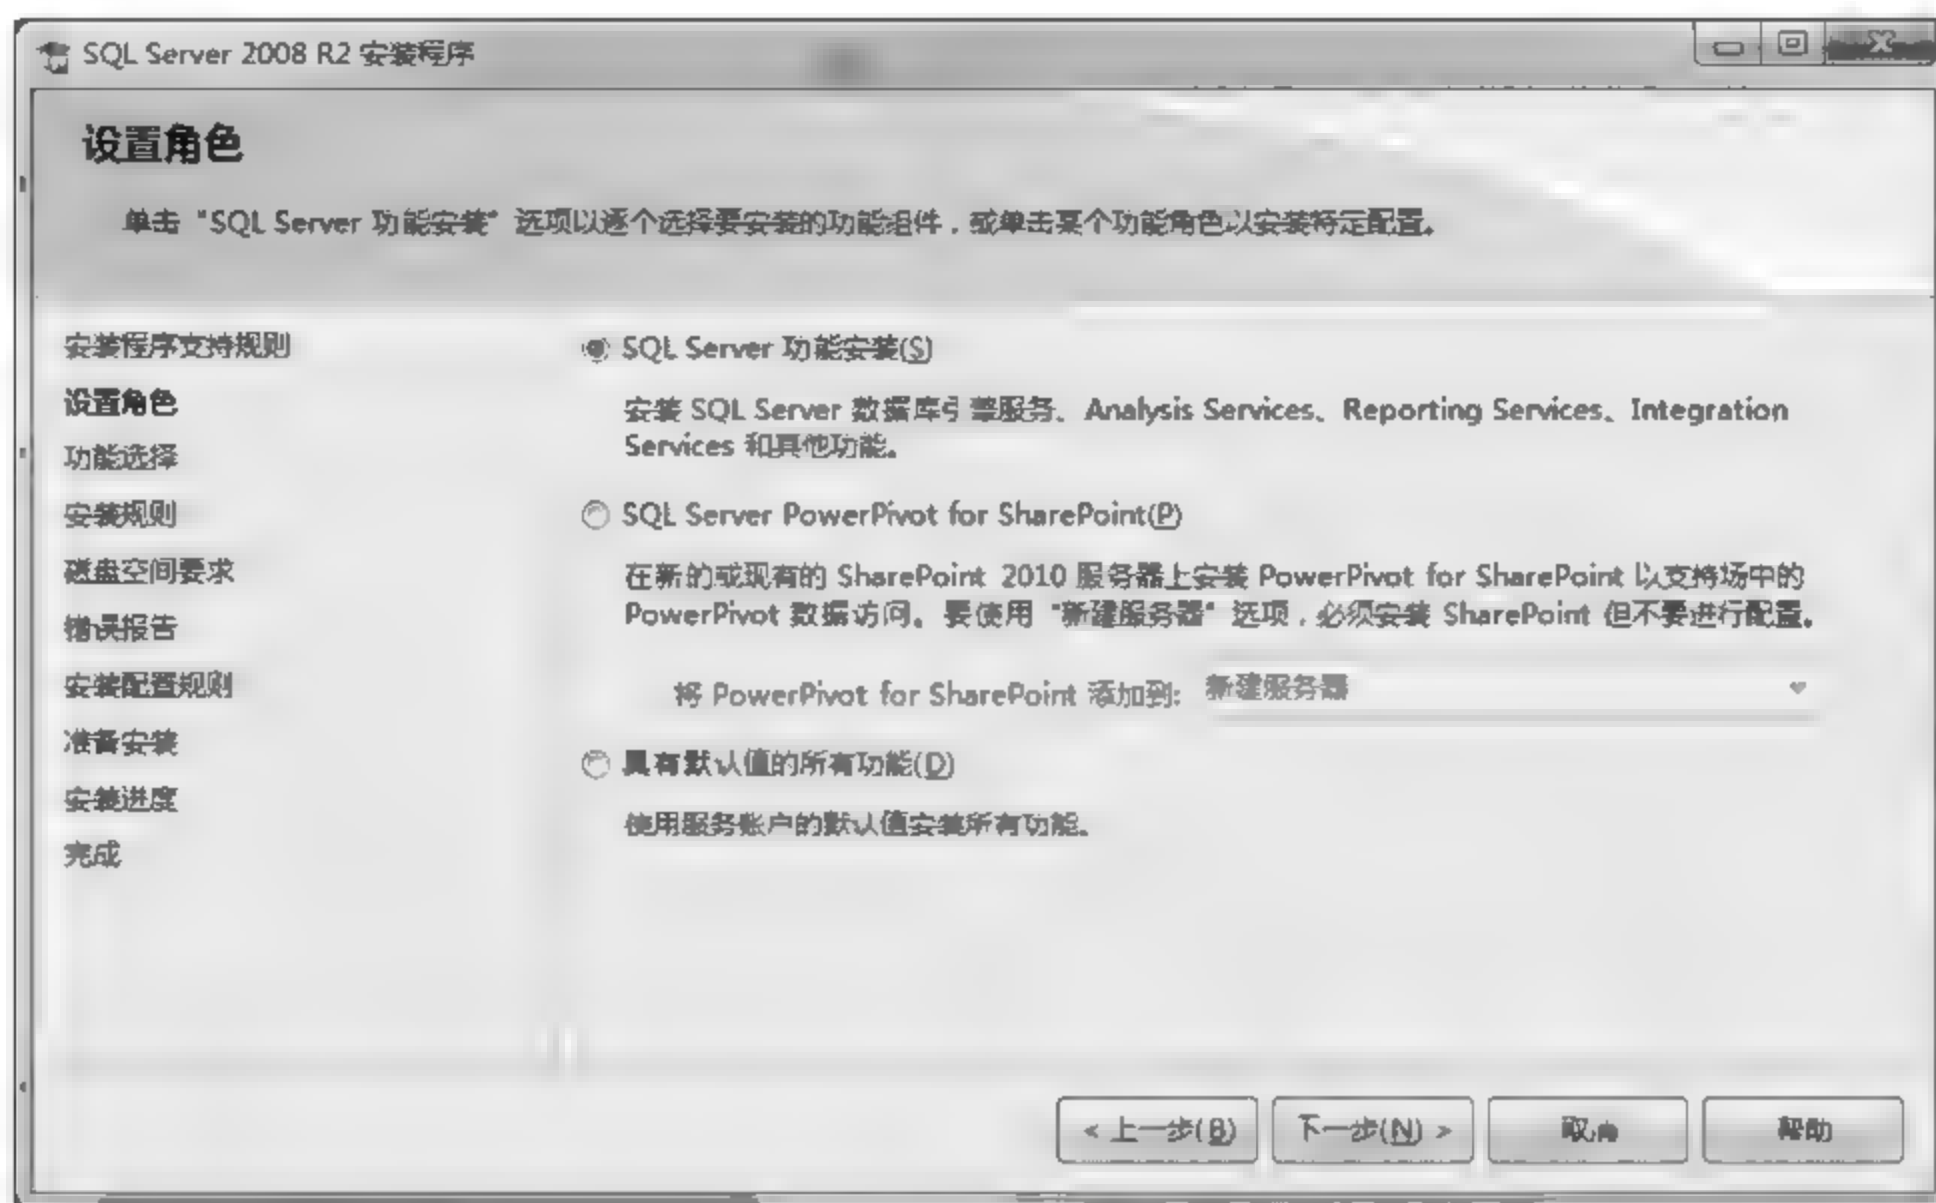 SQL Server 2008 R2 安装程序
设置角色
单击 "SQL Server 功能安装" 选项以逐个选择要安装的功能组件，或单击某个功能角色以安装特定配置。
安装程序支持规则
设置角色
功能选择
安装规则
磁盘空间要求
错误报告
安装配置规则
准备安装
安装进度
完成
SQL Server 功能安装(S)
安装 SQL Server 数据库引擎服务、Analysis Services、Reporting Services、Integration
Services 和其他功能。
SQL Server PowerPivot for SharePoint(P)
在新的或现有的 SharePoint 2010 服务器上安装 PowerPivot for SharePoint 以支持场中的
PowerPivot 数据访问。要使用 "新建服务器" 选项，必须安装 SharePoint 但不要进行配置。
将 PowerPivot for SharePoint 添加到: 新建服务器
具有默认值的所有功能(D)
使用服务账户的默认值安装所有功能。
< 上一步(B) 下一步(N) > 取消 帮助